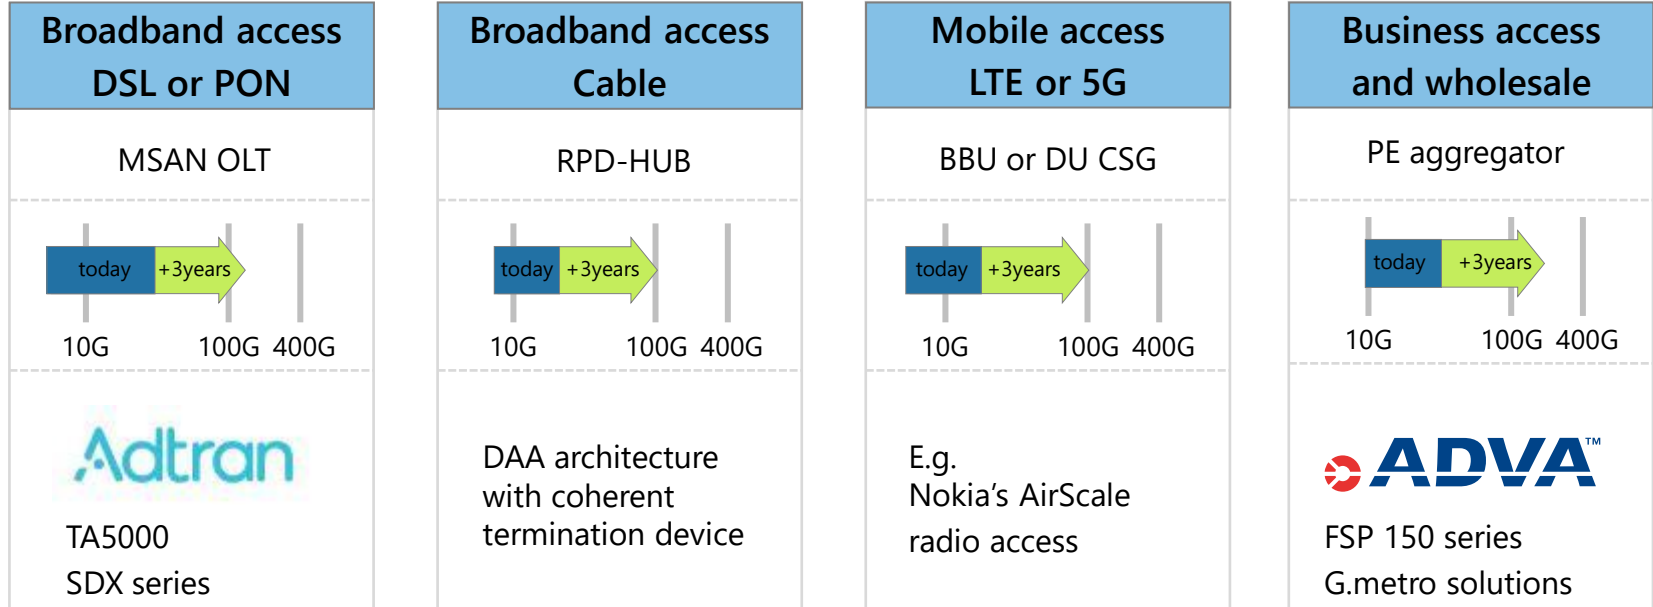 Broadband access
DSL or PON
MSAN OLT
today
+3years
10G
100G
400G
Adtran
TA5000
SDX series
Broadband access
Cable
RPD-HUB
today
+3years
10G
100G
400G
DAA architecture
with coherent
termination device
Mobile access
LTE or 5G
BBU or DU CSG
today
+3years
10G
100G
400G
E.g.
Nokia’s AirScale
radio access
Business access
and wholesale
PE aggregator
today
+3years
10G
100G
400G
ADVA™
FSP 150 series
G.metro solutions